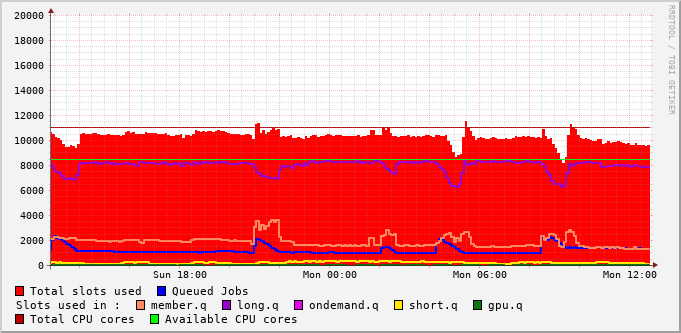 20000
18000
16000
14000
12000
10000
8000
6000
4000
2000
0
Sun 18:00 Mon 00:00 Mon 06:00 Mon 12:00
RRDTOOL / TOBI OETIKER
Total slots used Queued Jobs
Slots used in : member.q long.q ondemand.q short.q gpu.q
Total CPU cores Available CPU cores